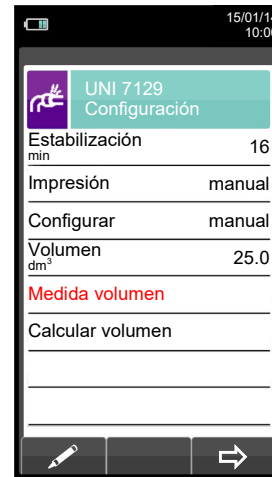 15/01/14
10:00
UNI 7129
Configuración
Estabilización 16
min
Impresión manual
Configurar manual
Volumen 25.0
dm³
Medida volumen
Calcular volumen